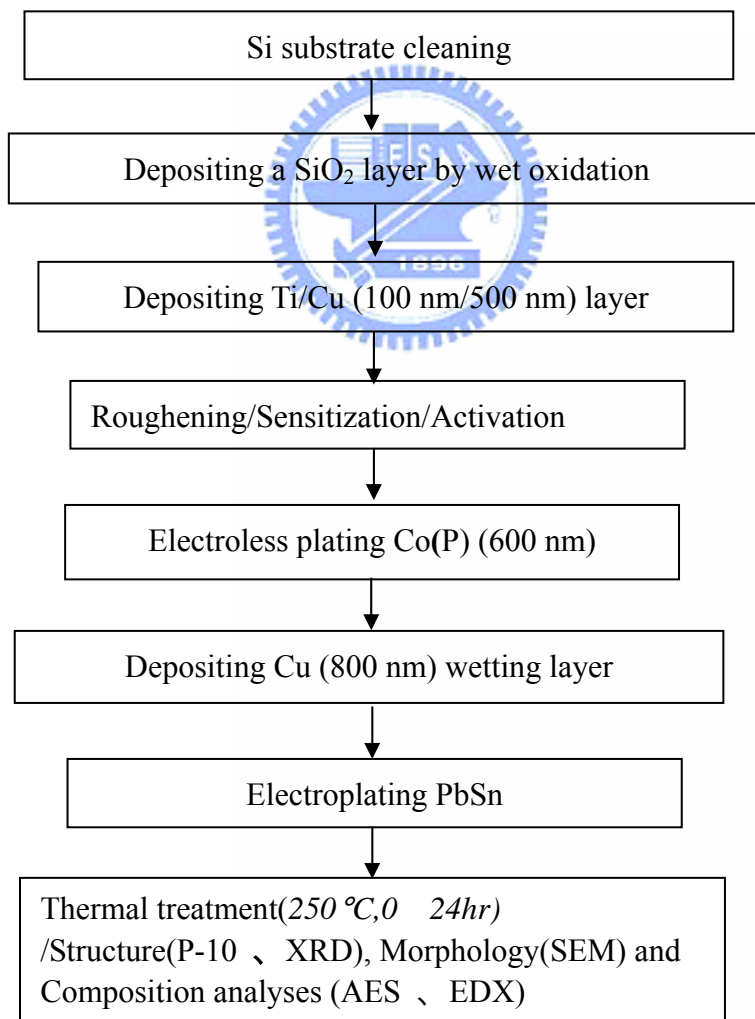 Si substrate cleaning
Depositing a SiO₂ layer by wet oxidation
Depositing Ti/Cu (100 nm/500 nm) layer
Roughening/Sensitization/Activation
Electroless plating Co(P) (600 nm)
Depositing Cu (800 nm) wetting layer
Electroplating PbSn
Thermal treatment(250℃,0 24hr)
/Structure(P-10 、XRD), Morphology(SEM) and
Composition analyses (AES 、EDX)
1896